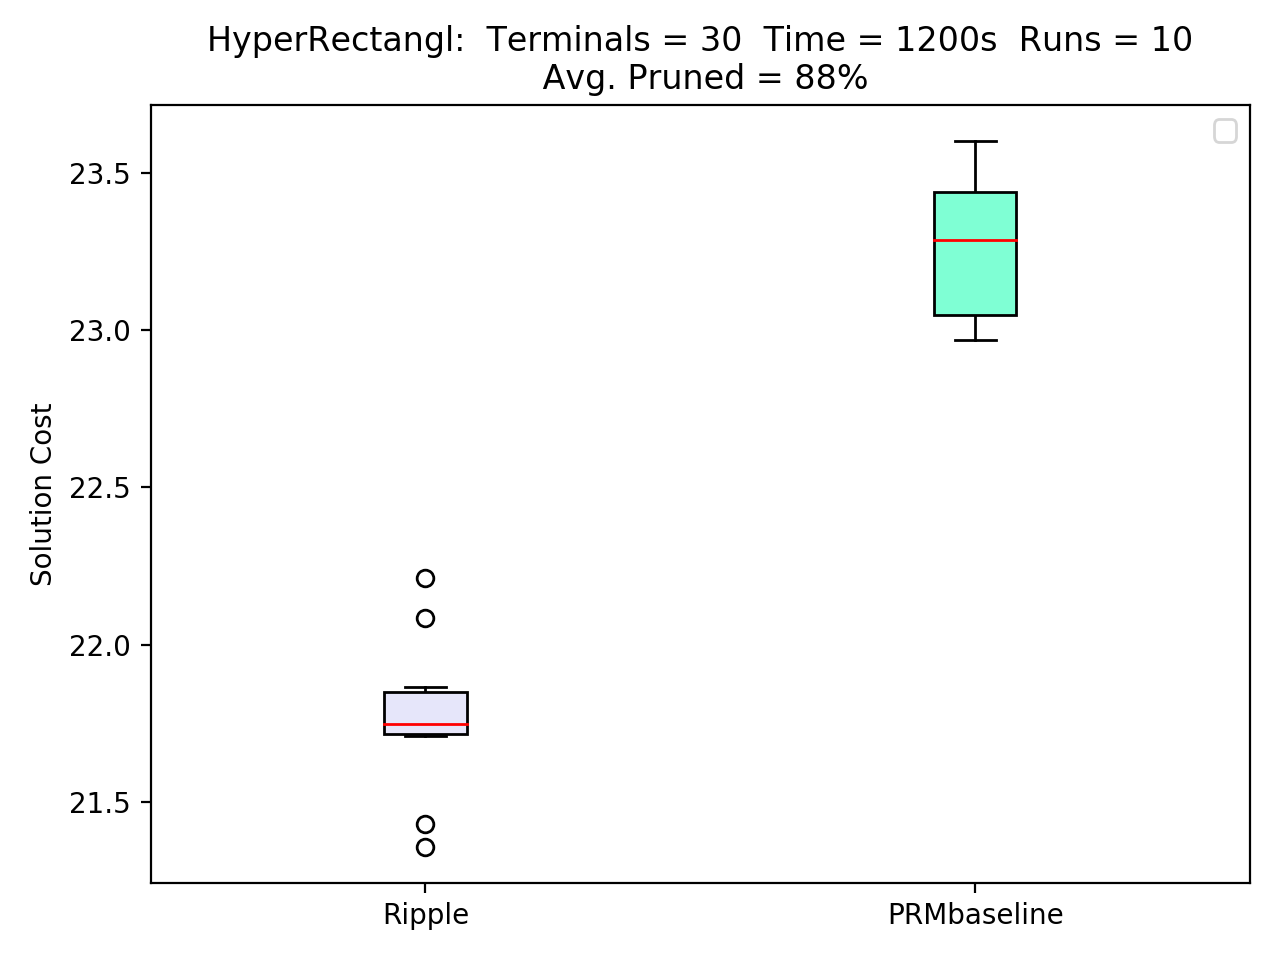 HyperRectangl: Terminals = 30 Time = 1200s Runs = 10
Avg. Pruned = 88%
Solution Cost
23.5
23.0
22.5
22.0
21.5
Ripple
PRMbaseline